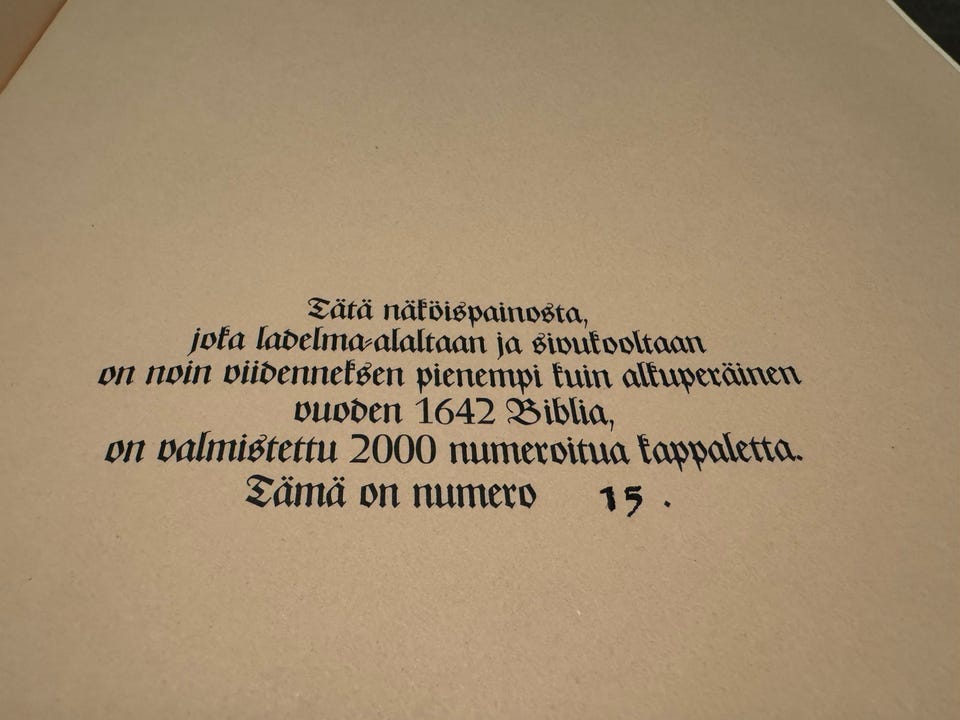 Tätä näköispainosta,
joka ladelma-alaltaan ja sivukooltaan
on noin viidenneksen pienempi kuin alkuperäinen
vuoden 1642 Biblia,
on valmistettu 2000 numeroitua kappaletta.
Tämä on numero 15.